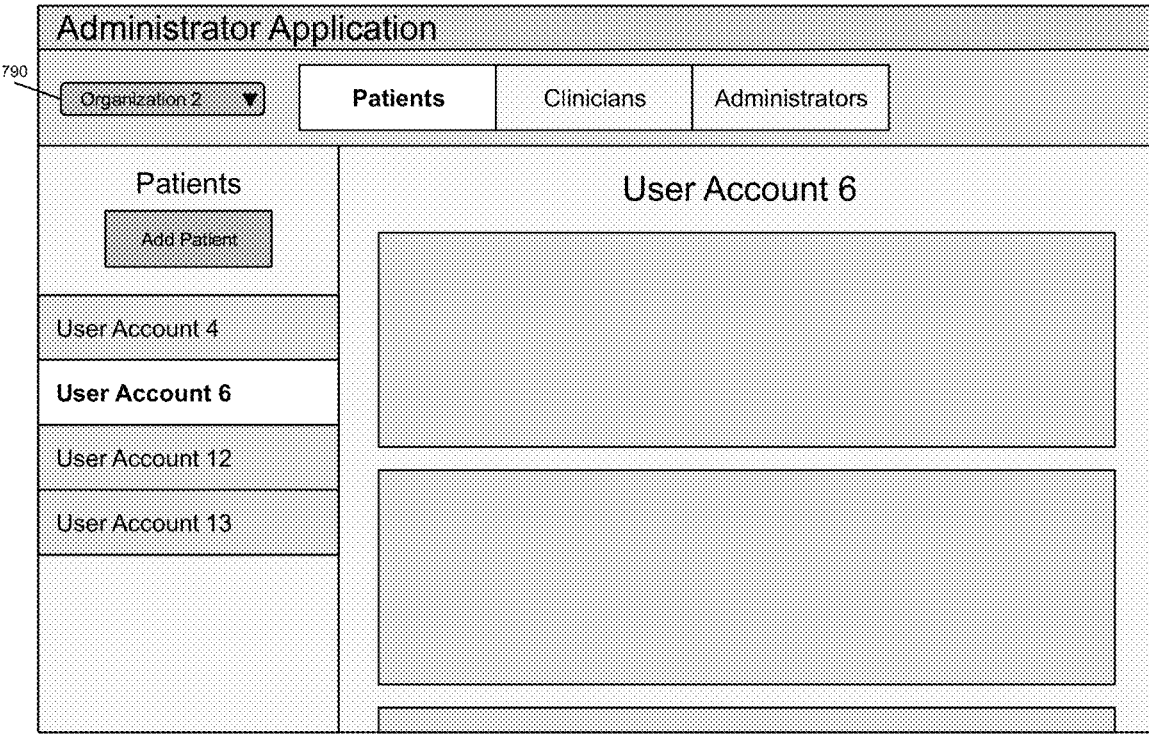 Administrator Application
790
Organization 2
Patients
Clinicians
Administrators
Patients
Add Patient
User Account 4
User Account 6
User Account 12
User Account 13
User Account 6